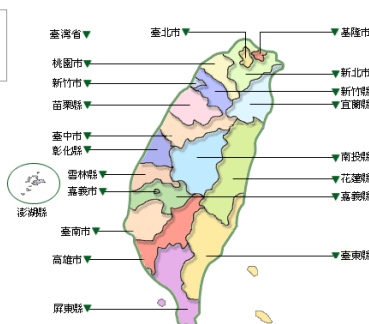 臺灣省
臺北市
基隆市
桃園市
新北市
新竹市
新竹縣
苗栗縣
宜蘭縣
臺中市
彰化縣
南投縣
雲林縣
花蓮縣
嘉義市
嘉義縣
澎湖縣
臺南市
高雄市
臺東縣
屏東縣